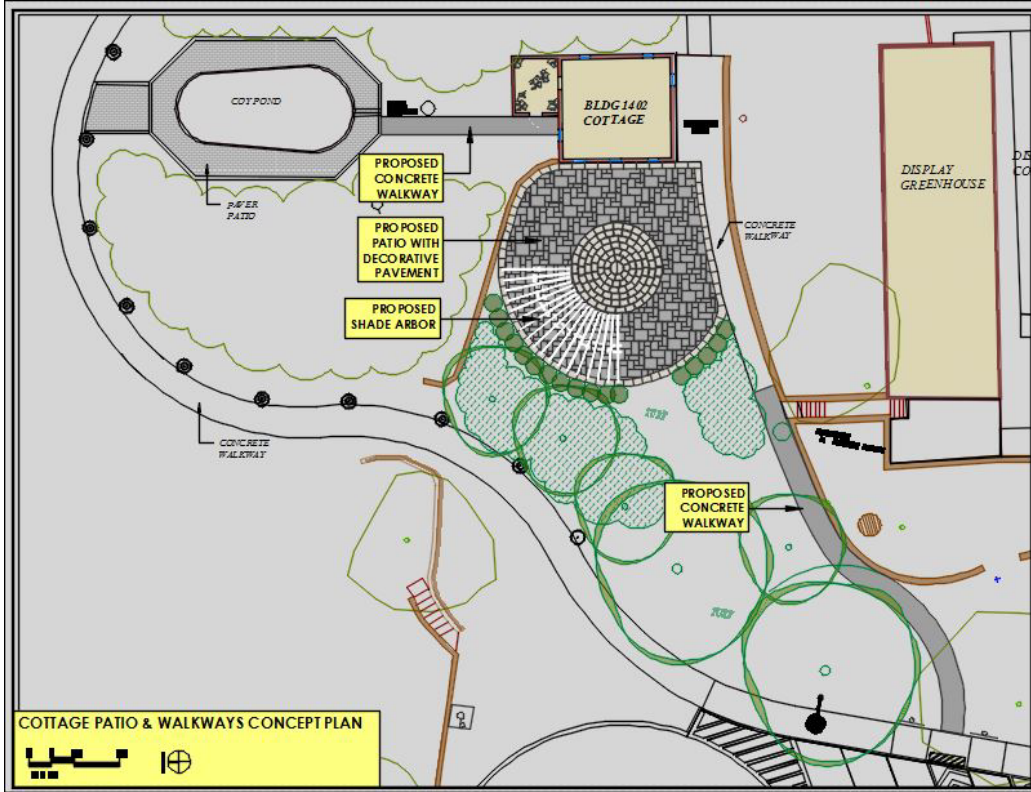 COY POND
BLDG 1402
COTTAGE
PROPOSED
CONCRETE
WALKWAY
PAVER
PATIO
PROPOSED
PATIO WITH
DECORATIVE
PAVEMENT
CONCRETE
WALKWAY
DISPLAY
GREENHOUSE
PROPOSED
SHADE ARBOR
TURF
CONCRETE
WALKWAY
PROPOSED
CONCRETE
WALKWAY
TURF
COTTAGE PATIO & WALKWAYS CONCEPT PLAN